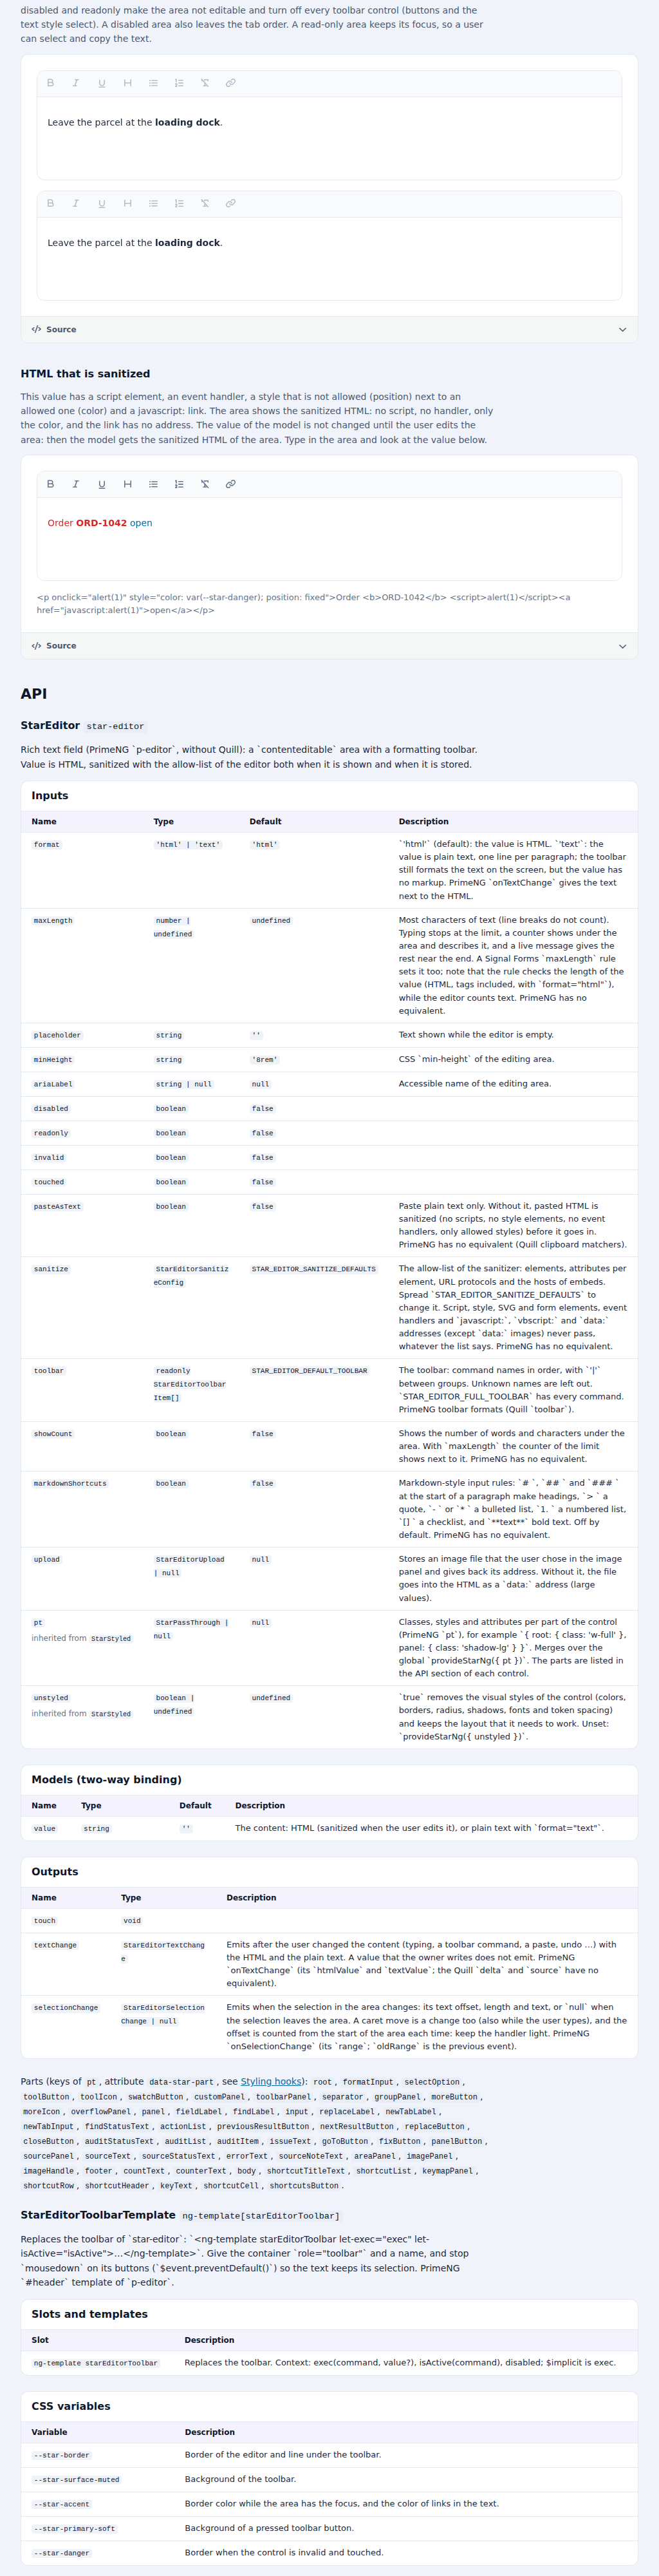 disabled and readonly make the area not editable and turn off every toolbar control (buttons and the
text style select). A disabled area also leaves the tab order. A read-only area keeps its focus, so a user
can select and copy the text.
Leave the parcel at the loading dock.
Leave the parcel at the loading dock.
Source
HTML that is sanitized
This value has a script element, an event handler, a style that is not allowed (position) next to an
allowed one (color) and a javascript: link. The area shows the sanitized HTML: no script, no handler, only
the color, and the link has no address. The value of the model is not changed until the user edits the
area: then the model gets the sanitized HTML of the area. Type in the area and look at the value below.
Order ORD-1042 open
<p onclick="alert(1)" style="color: var(--star-danger); position: fixed">Order <b>ORD-1042</b> <script>alert(1)</script><a
href="javascript:alert(1)">open</a></p>
Source
API
StarEditor star-editor
Rich text field (PrimeNG `p-editor`, without Quill): a `contenteditable` area with a formatting toolbar.
Value is HTML, sanitized with the allow-list of the editor both when it is shown and when it is stored.
Inputs
Name Type Default Description
format 'html' | 'text' 'html' `'html'` (default): the value is HTML. `'text'`: the
value is plain text, one line per paragraph; the toolbar
still formats the text on the screen, but the value has
no markup. PrimeNG `onTextChange` gives the text
next to the HTML.
maxLength number | undefined Most characters of text (line breaks do not count).
undefined Typing stops at the limit, a counter shows under the
area and describes it, and a live message gives the
rest near the end. A Signal Forms `maxLength` rule
sets it too; note that the rule checks the length of the
value (HTML, tags included, with `format="html"`),
while the editor counts text. PrimeNG has no
equivalent.
placeholder string '' Text shown while the editor is empty.
minHeight string '8rem' CSS `min-height` of the editing area.
ariaLabel string | null null Accessible name of the editing area.
disabled boolean false
readonly boolean false
invalid boolean false
touched boolean false
pasteAsText boolean false Paste plain text only. Without it, pasted HTML is
sanitized (no scripts, no style elements, no event
handlers, only allowed styles) before it goes in.
PrimeNG has no equivalent (Quill clipboard matchers).
sanitize StarEditorSanitiz STAR_EDITOR_SANITIZE_DEFAULTS The allow-list of the sanitizer: elements, attributes per
eConfig element, URL protocols and the hosts of embeds.
Spread `STAR_EDITOR_SANITIZE_DEFAULTS` to
change it. Script, style, SVG and form elements, event
handlers and `javascript:`, `vbscript:` and `data:`
addresses (except `data:` images) never pass,
whatever the list says. PrimeNG has no equivalent.
toolbar readonly STAR_EDITOR_DEFAULT_TOOLBAR The toolbar: command names in order, with `'|'`
StarEditorToolbar between groups. Unknown names are left out.
Item[] `STAR_EDITOR_FULL_TOOLBAR` has every command.
PrimeNG toolbar formats (Quill `toolbar`).
showCount boolean false Shows the number of words and characters under the
area. With `maxLength` the counter of the limit
shows next to it. PrimeNG has no equivalent.
markdownShortcuts boolean false Markdown-style input rules: `# `, `## ` and `### `
at the start of a paragraph make headings, `> ` a
quote, `- ` or `* ` a bulleted list, `1. ` a numbered list,
`[] ` a checklist, and `**text**` bold text. Off by
default. PrimeNG has no equivalent.
upload StarEditorUpload null Stores an image file that the user chose in the image
| null panel and gives back its address. Without it, the file
goes into the HTML as a `data:` address (large
values).
pt StarPassThrough | null Classes, styles and attributes per part of the control
inherited from StarStyled null (PrimeNG `pt`), for example `{ root: { class: 'w-full' },
panel: { class: 'shadow-lg' } }`. Merges over the
global `provideStarNg({ pt })`. The parts are listed in
the API section of each control.
unstyled boolean | undefined `true` removes the visual styles of the control (colors,
inherited from StarStyled undefined borders, radius, shadows, fonts and token spacing)
and keeps the layout that it needs to work. Unset:
`provideStarNg({ unstyled })`.
Models (two-way binding)
Name Type Default Description
value string '' The content: HTML (sanitized when the user edits it), or plain text with `format="text"`.
Outputs
Name Type Description
touch void
textChange StarEditorTextChang Emits after the user changed the content (typing, a toolbar command, a paste, undo …) with
e the HTML and the plain text. A value that the owner writes does not emit. PrimeNG
`onTextChange` (its `htmlValue` and `textValue`; the Quill `delta` and `source` have no
equivalent).
selectionChange StarEditorSelection Emits when the selection in the area changes: its text offset, length and text, or `null` when
Change | null the selection leaves the area. A caret move is a change too (also while the user types), and the
offset is counted from the start of the area each time: keep the handler light. PrimeNG
`onSelectionChange` (its `range`; `oldRange` is the previous event).
Parts (keys of pt, attribute data-star-part, see Styling hooks): root, formatInput, selectOption,
toolButton, toolIcon, swatchButton, customPanel, toolbarPanel, separator, groupPanel, moreButton,
moreIcon, overflowPanel, panel, fieldLabel, findLabel, input, replaceLabel, newTabLabel,
newTabInput, findStatusText, actionList, previousResultButton, nextResultButton, replaceButton,
closeButton, auditStatusText, auditList, auditItem, issueText, goToButton, fixButton, panelButton,
sourcePanel, sourceText, sourceStatusText, errorText, sourceNoteText, areaPanel, imagePanel,
imageHandle, footer, countText, counterText, body, shortcutTitleText, shortcutList, keymapPanel,
shortcutRow, shortcutHeader, keyText, shortcutCell, shortcutsButton.
StarEditorToolbarTemplate ng-template[starEditorToolbar]
Replaces the toolbar of `star-editor`: `<ng-template starEditorToolbar let-exec="exec" let-
isActive="isActive">…</ng-template>`. Give the container `role="toolbar"` and a name, and stop
`mousedown` on its buttons (`$event.preventDefault()`) so the text keeps its selection. PrimeNG
`#header` template of `p-editor`.
Slots and templates
Slot Description
ng-template starEditorToolbar Replaces the toolbar. Context: exec(command, value?), isActive(command), disabled; $implicit is exec.
CSS variables
Variable Description
--star-border Border of the editor and line under the toolbar.
--star-surface-muted Background of the toolbar.
--star-accent Border color while the area has the focus, and the color of links in the text.
--star-primary-soft Background of a pressed toolbar button.
--star-danger Border when the control is invalid and touched.